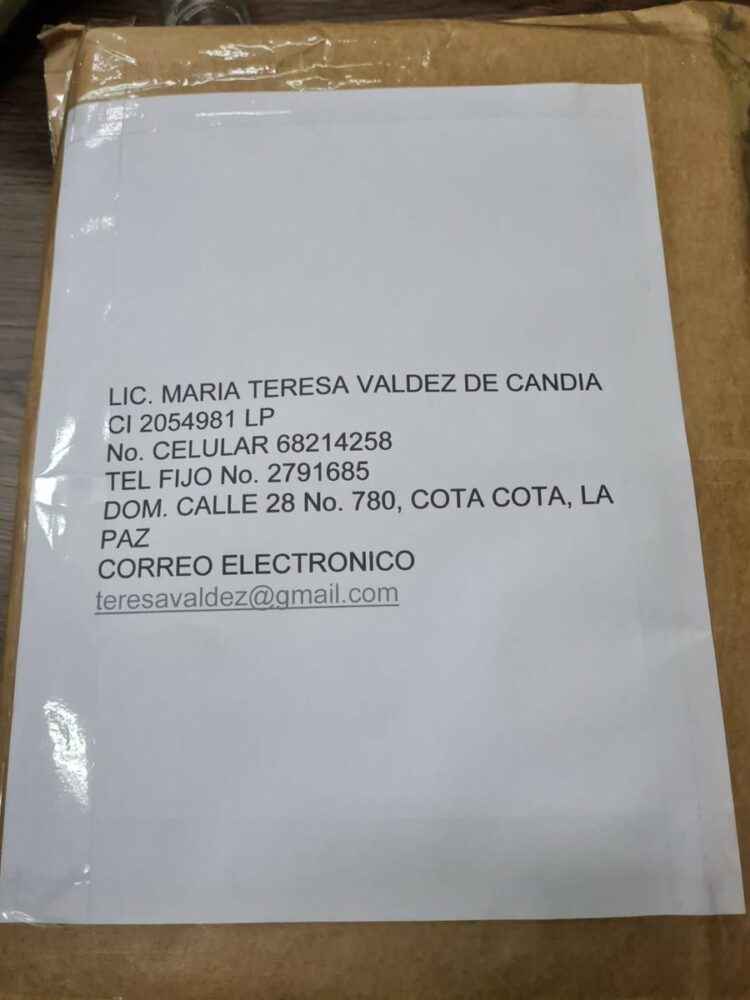 LIC. MARIA TERESA VALDEZ DE CANDIA
CI 2054981 LP
No. CELULAR 68214258
TEL FIJO No. 2791685
DOM. CALLE 28 No. 780, COTA COTA, LA
PAZ
CORREO ELECTRONICO
teresavaldez@gmail.com